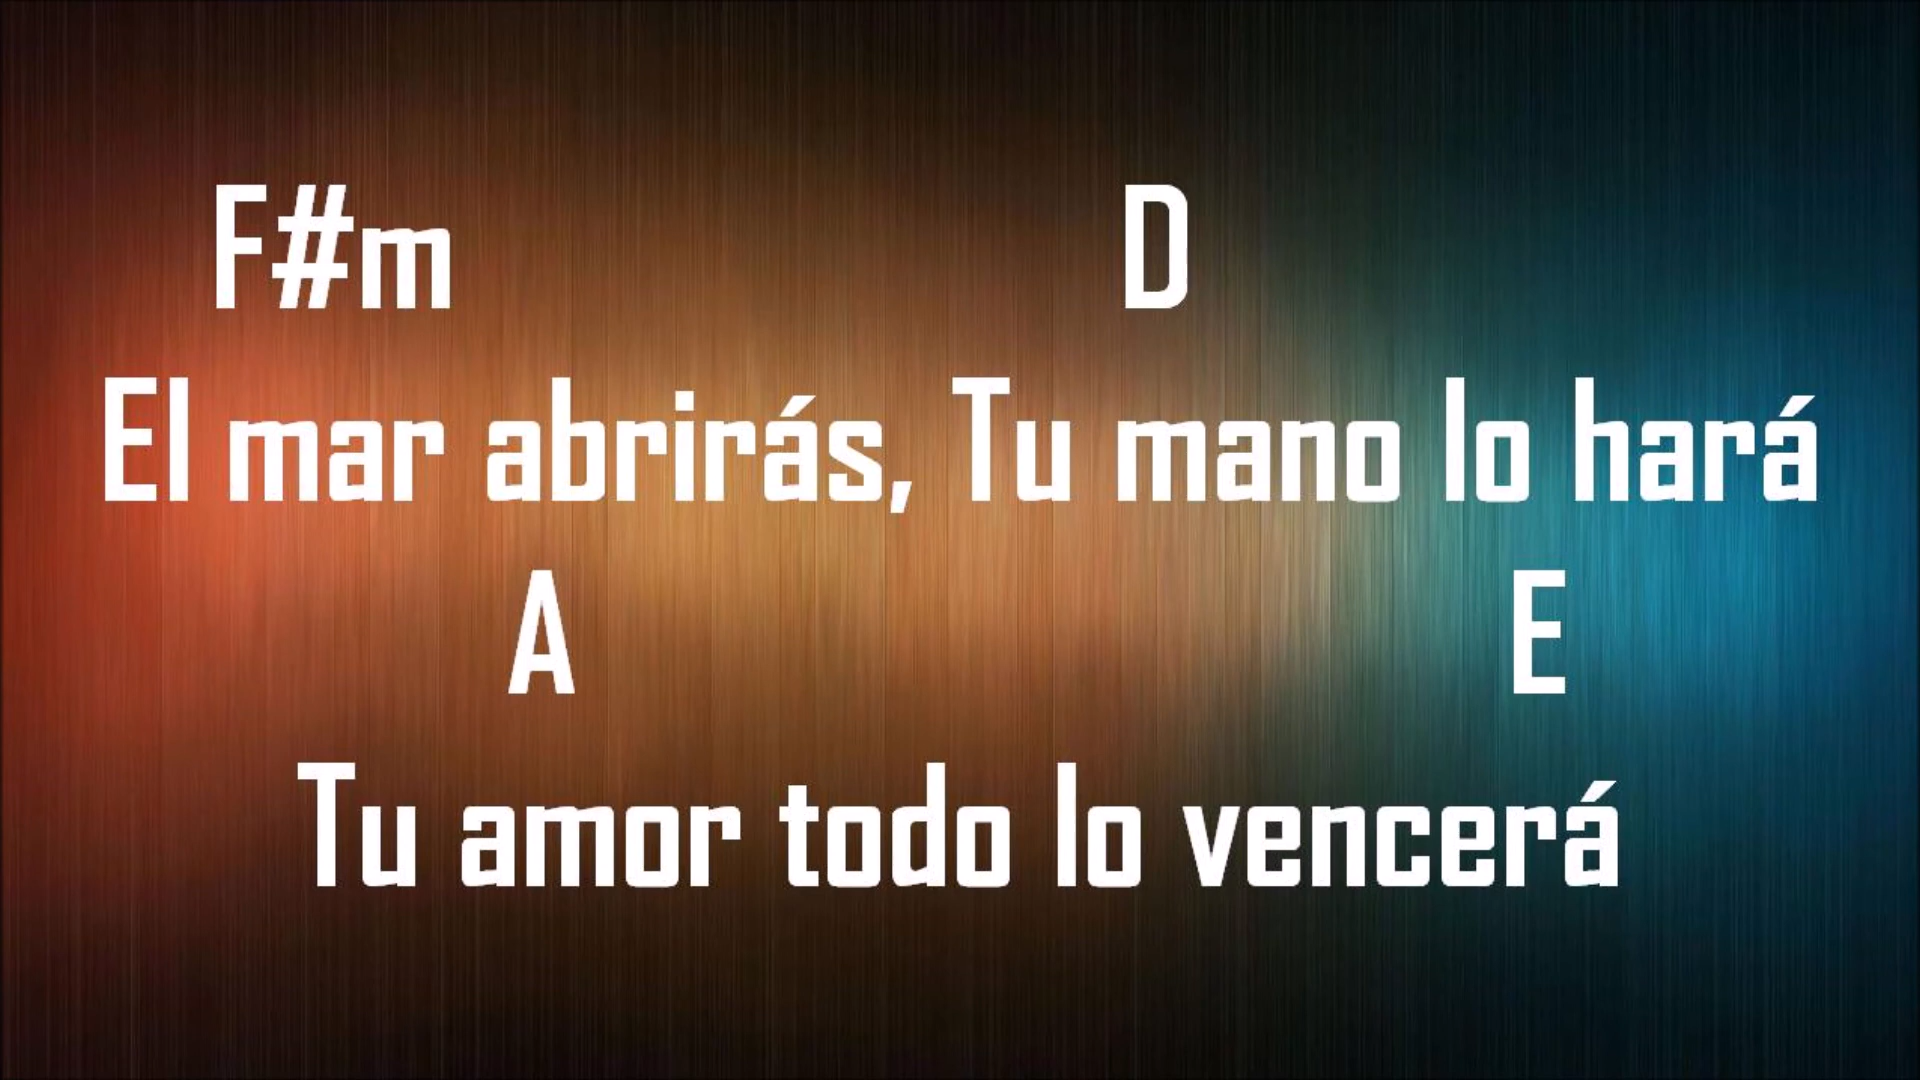 F#m D
El mar abrirás, Tu mano lo hará
A E
Tu amor todo lo vencerá